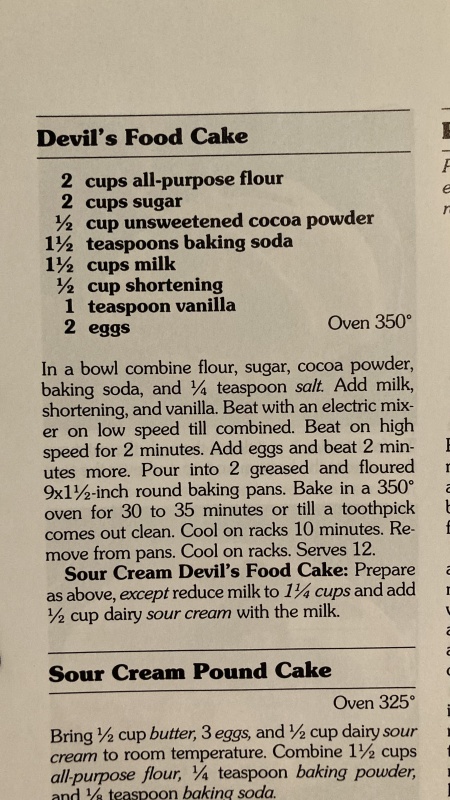 Devil's Food Cake
2 cups all-purpose flour
2 cups sugar
½ cup unsweetened cocoa powder
1½ teaspoons baking soda
1½ cups milk
½ cup shortening
1 teaspoon vanilla
2 eggs
Oven 350°
In a bowl combine flour, sugar, cocoa powder,
baking soda, and ¼ teaspoon salt. Add milk,
shortening, and vanilla. Beat with an electric mix-
er on low speed till combined. Beat on high
speed for 2 minutes. Add eggs and beat 2 min-
utes more. Pour into 2 greased and floured
9x1½-inch round baking pans. Bake in a 350°
oven for 30 to 35 minutes or till a toothpick
comes out clean. Cool on racks 10 minutes. Re-
move from pans. Cool on racks. Serves 12.
Sour Cream Devil's Food Cake: Prepare
as above, except reduce milk to 1¼ cups and add
½ cup dairy sour cream with the milk.
Sour Cream Pound Cake
Oven 325°
Bring ½ cup butter, 3 eggs, and ½ cup dairy sour
cream to room temperature. Combine 1½ cups
all-purpose flour, ¼ teaspoon baking powder,
and ⅛ teaspoon baking soda.